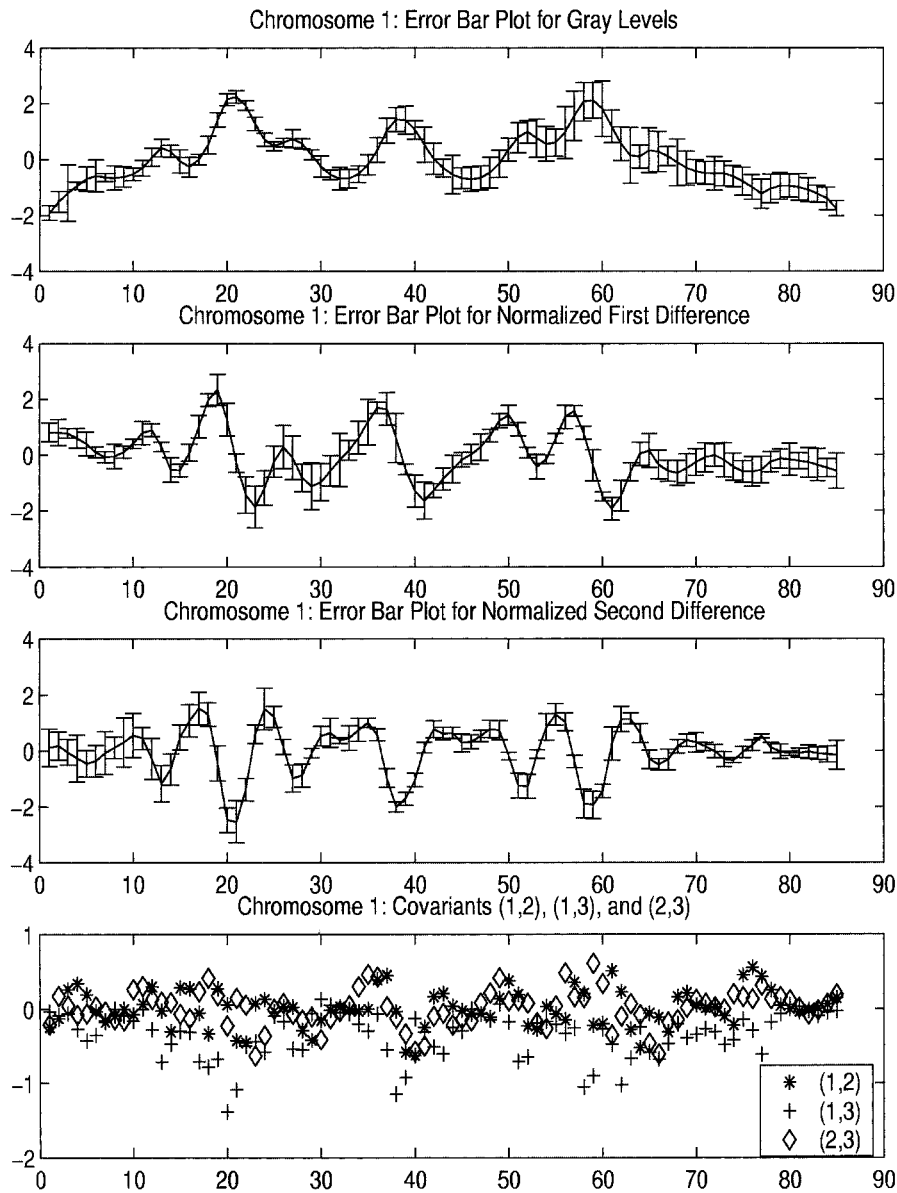 Chromosome 1: Error Bar Plot for Gray Levels
4
2
0
−2
−4
0 10 20 30 40 50 60 70 80 90
Chromosome 1: Error Bar Plot for Normalized First Difference
4
2
0
−2
−4
0 10 20 30 40 50 60 70 80 90
Chromosome 1: Error Bar Plot for Normalized Second Difference
4
2
0
−2
−4
0 10 20 30 40 50 60 70 80 90
Chromosome 1: Covariants (1,2), (1,3), and (2,3)
1
0
−1
−2
(1,2)
(1,3)
(2,3)
0 10 20 30 40 50 60 70 80 90